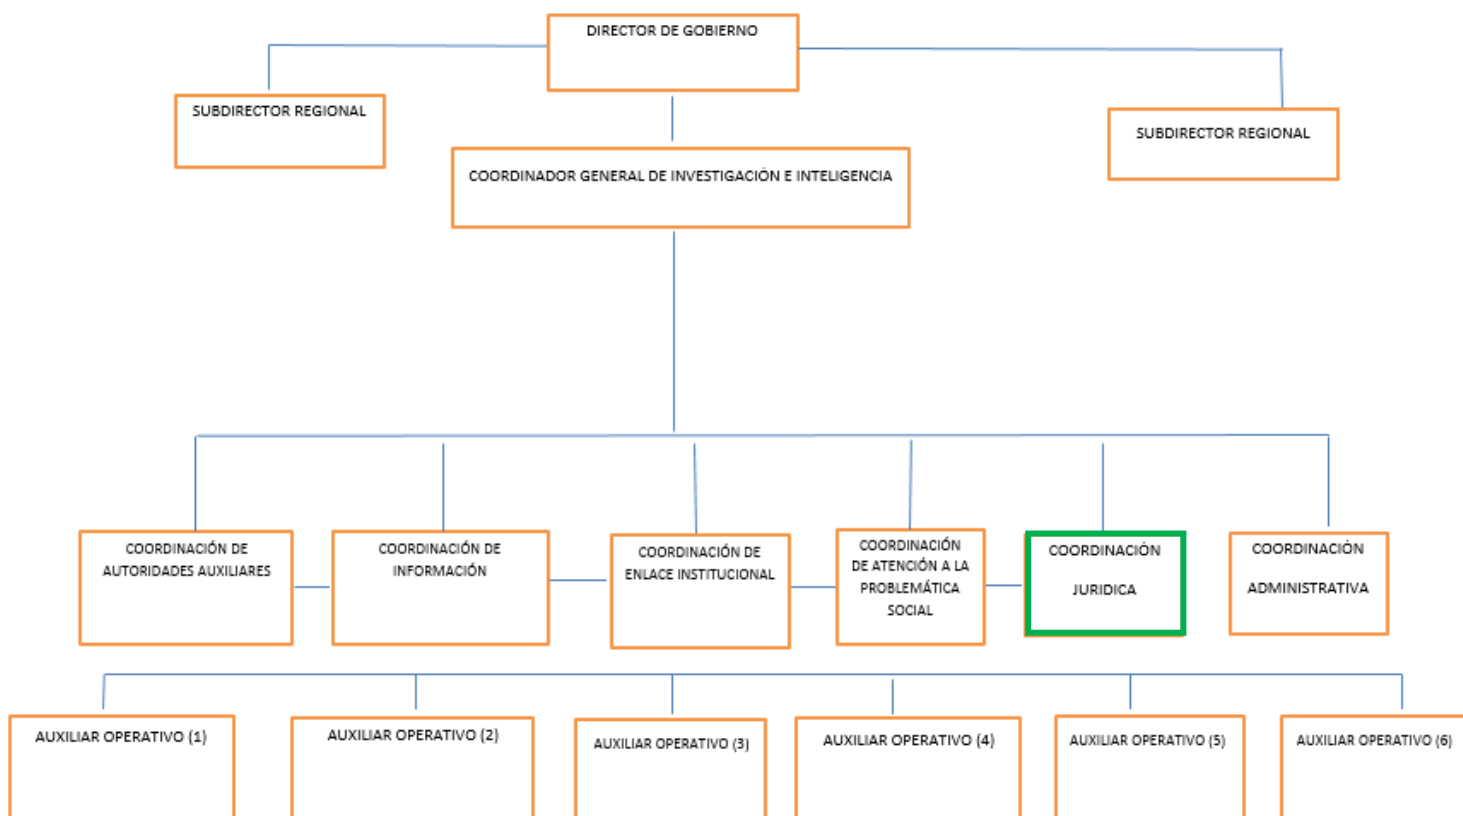 DIRECTOR DE GOBIERNO
SUBDIRECTOR REGIONAL
SUBDIRECTOR REGIONAL
COORDINADOR GENERAL DE INVESTIGACIÓN E INTELIGENCIA
COORDINACIÓN DE
AUTORIDADES AUXILIARES
COORDINACIÓN DE
INFORMACIÓN
COORDINACIÓN DE
ENLACE INSTITUCIONAL
COORDINACIÓN
DE ATENCIÓN A LA
PROBLEMÁTICA
SOCIAL
COORDINACIÓN
JURIDICA
COORDINACIÓN
ADMINISTRATIVA
AUXILIAR OPERATIVO (1)
AUXILIAR OPERATIVO (2)
AUXILIAR OPERATIVO (3)
AUXILIAR OPERATIVO (4)
AUXILIAR OPERATIVO (5)
AUXILIAR OPERATIVO (6)